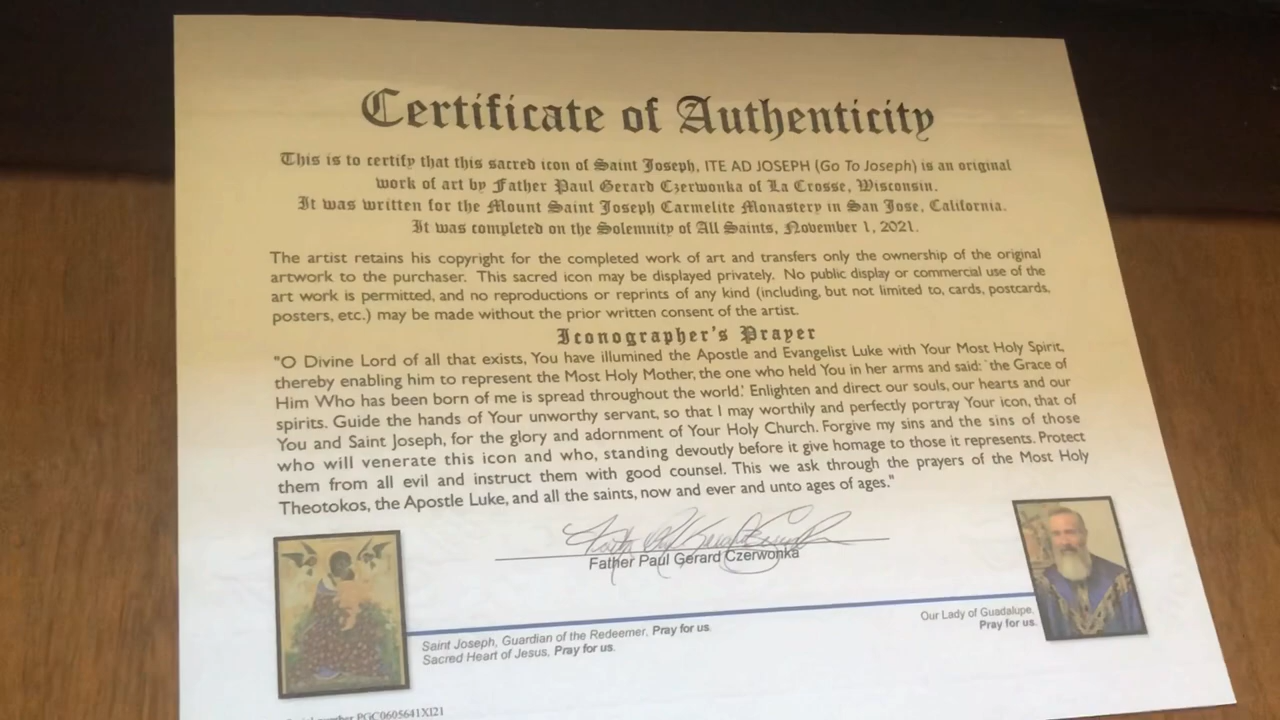 Certificate of Authenticity
This is to certify that this sacred icon of Saint Joseph, ITE AD JOSEPH (Go To Joseph) is an original
work of art by Father Paul Gerard Czerwonka of La Crosse, Wisconsin.
It was written for the Mount Saint Joseph Carmelite Monastery in San Jose, California.
It was completed on the Solemnity of All Saints, November 1, 2021.
The artist retains his copyright for the completed work of art and transfers only the ownership of the original
artwork to the purchaser. This sacred icon may be displayed privately. No public display or commercial use of the
art work is permitted, and no reproductions or reprints of any kind (including, but not limited to, cards, postcards,
posters, etc.) may be made without the prior written consent of the artist.
Iconographer's Prayer
"O Divine Lord of all that exists, You have illumined the Apostle and Evangelist Luke with Your Most Holy Spirit,
thereby enabling him to represent the Most Holy Mother, the one who held You in her arms and said: 'the Grace of
Him Who has been born of me is spread throughout the world.' Enlighten and direct our souls, our hearts and our
spirits. Guide the hands of Your unworthy servant, so that I may worthily and perfectly portray Your icon, that of
You and Saint Joseph, for the glory and adornment of Your Holy Church. Forgive my sins and the sins of those
who will venerate this icon and who, standing devoutly before it give homage to those it represents. Protect
them from all evil and instruct them with good counsel. This we ask through the prayers of the Most Holy
Theotokos, the Apostle Luke, and all the saints, now and ever and unto ages of ages."
Father Paul Gerard Czerwonka
Saint Joseph, Guardian of the Redeemer, Pray for us.
Sacred Heart of Jesus, Pray for us.
Our Lady of Guadalupe,
Pray for us.
number PGC0605641XI21